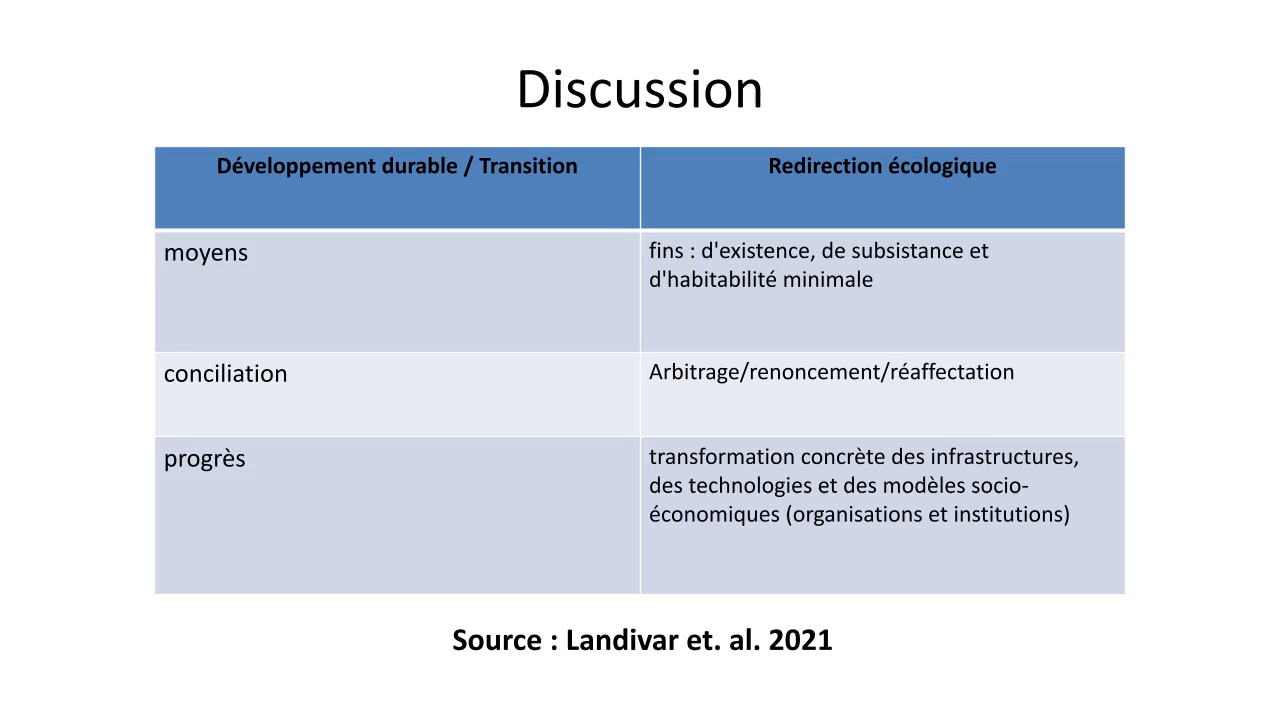 Discussion
Développement durable / Transition
Redirection écologique
moyens
fins : d'existence, de subsistance et
d'habitabilité minimale
conciliation
Arbitrage/renoncement/réaffectation
progrès
transformation concrète des infrastructures,
des technologies et des modèles socio-
économiques (organisations et institutions)
Source : Landivar et. al. 2021